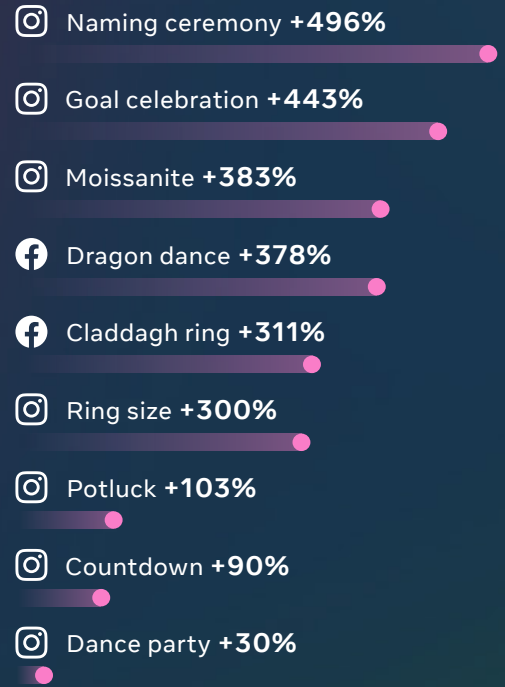 Naming ceremony +496%
Goal celebration +443%
Moissanite +383%
Dragon dance +378%
Claddagh ring +311%
Ring size +300%
Potluck +103%
Countdown +90%
Dance party +30%